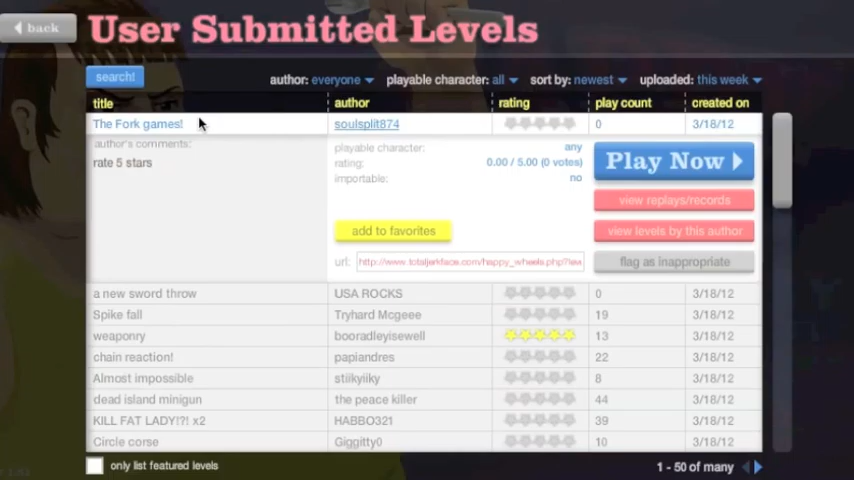 back
User Submitted Levels
search!
author: everyone playable character: all sort by: newest uploaded: this week
title author rating play count created on
The Fork games! soulsplit874 0 3/18/12
author's comments:
rate 5 stars
playable character: any
rating: 0.00 / 5.00 (0 votes)
importable: no
Play Now
view replays/records
add to favorites
view levels by this author
url: http://www.totaljerkface.com/happy_wheels.php?
flag as inappropriate
a new sword throw USA ROCKS 0 3/18/12
Spike fall Tryhard Mcgeee 19 3/18/12
weaponry booradleyisewell 13 3/18/12
chain reaction! papiandres 22 3/18/12
Almost impossible stiikyiiky 8 3/18/12
dead island minigun the peace killer 44 3/18/12
KILL FAT LADY!?! x2 HABBO321 39 3/18/12
Circle corse Giggitty0 10 3/18/12
only list featured levels
1 - 50 of many